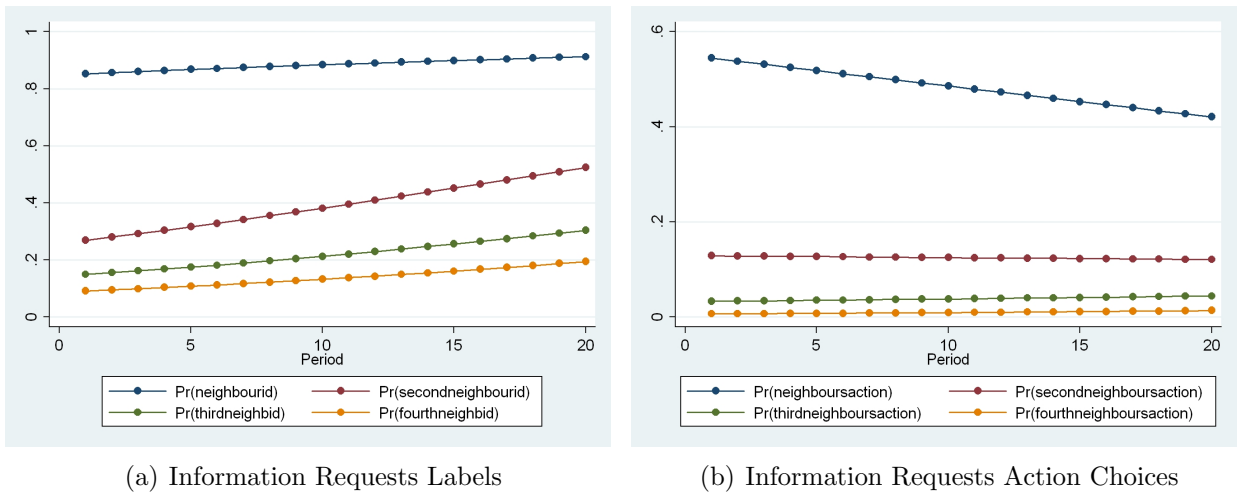 1
.8
.6
.4
.2
0
0 5 10 15 20
Period
Pr(neighbourid) Pr(secondneighbourid)
Pr(thirdneighbid) Pr(fourthneighbid)
(a) Information Requests Labels
.6
.4
.2
0
0 5 10 15 20
Period
Pr(neighboursaction) Pr(secondneighboursaction)
Pr(thirdneighboursaction) Pr(fourthneighboursaction)
(b) Information Requests Action Choices